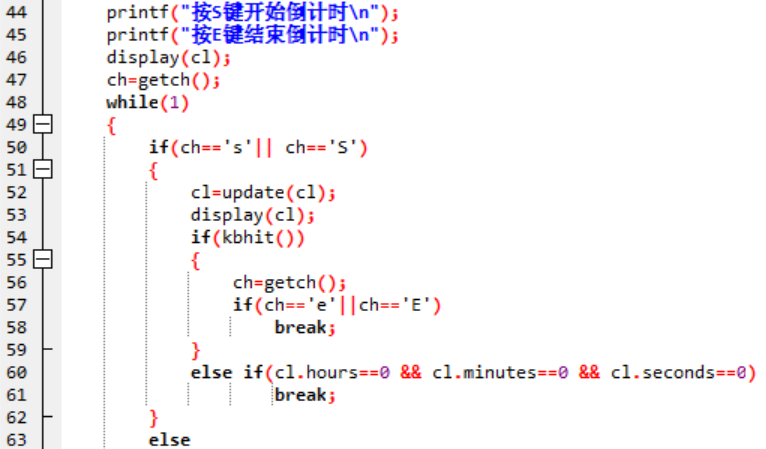 44 printf("按S键开始倒计时\n");
45 printf("按E键结束倒计时\n");
46 display(cl);
47 ch=getch();
48 while(1)
49 {
50 if(ch=='s'|| ch=='S')
51 {
52 cl=update(cl);
53 display(cl);
54 if(kbhit())
55 {
56 ch=getch();
57 if(ch=='e'||ch=='E')
58 break;
59 }
60 else if(cl.hours==0 && cl.minutes==0 && cl.seconds==0)
61 break;
62 }
63 else